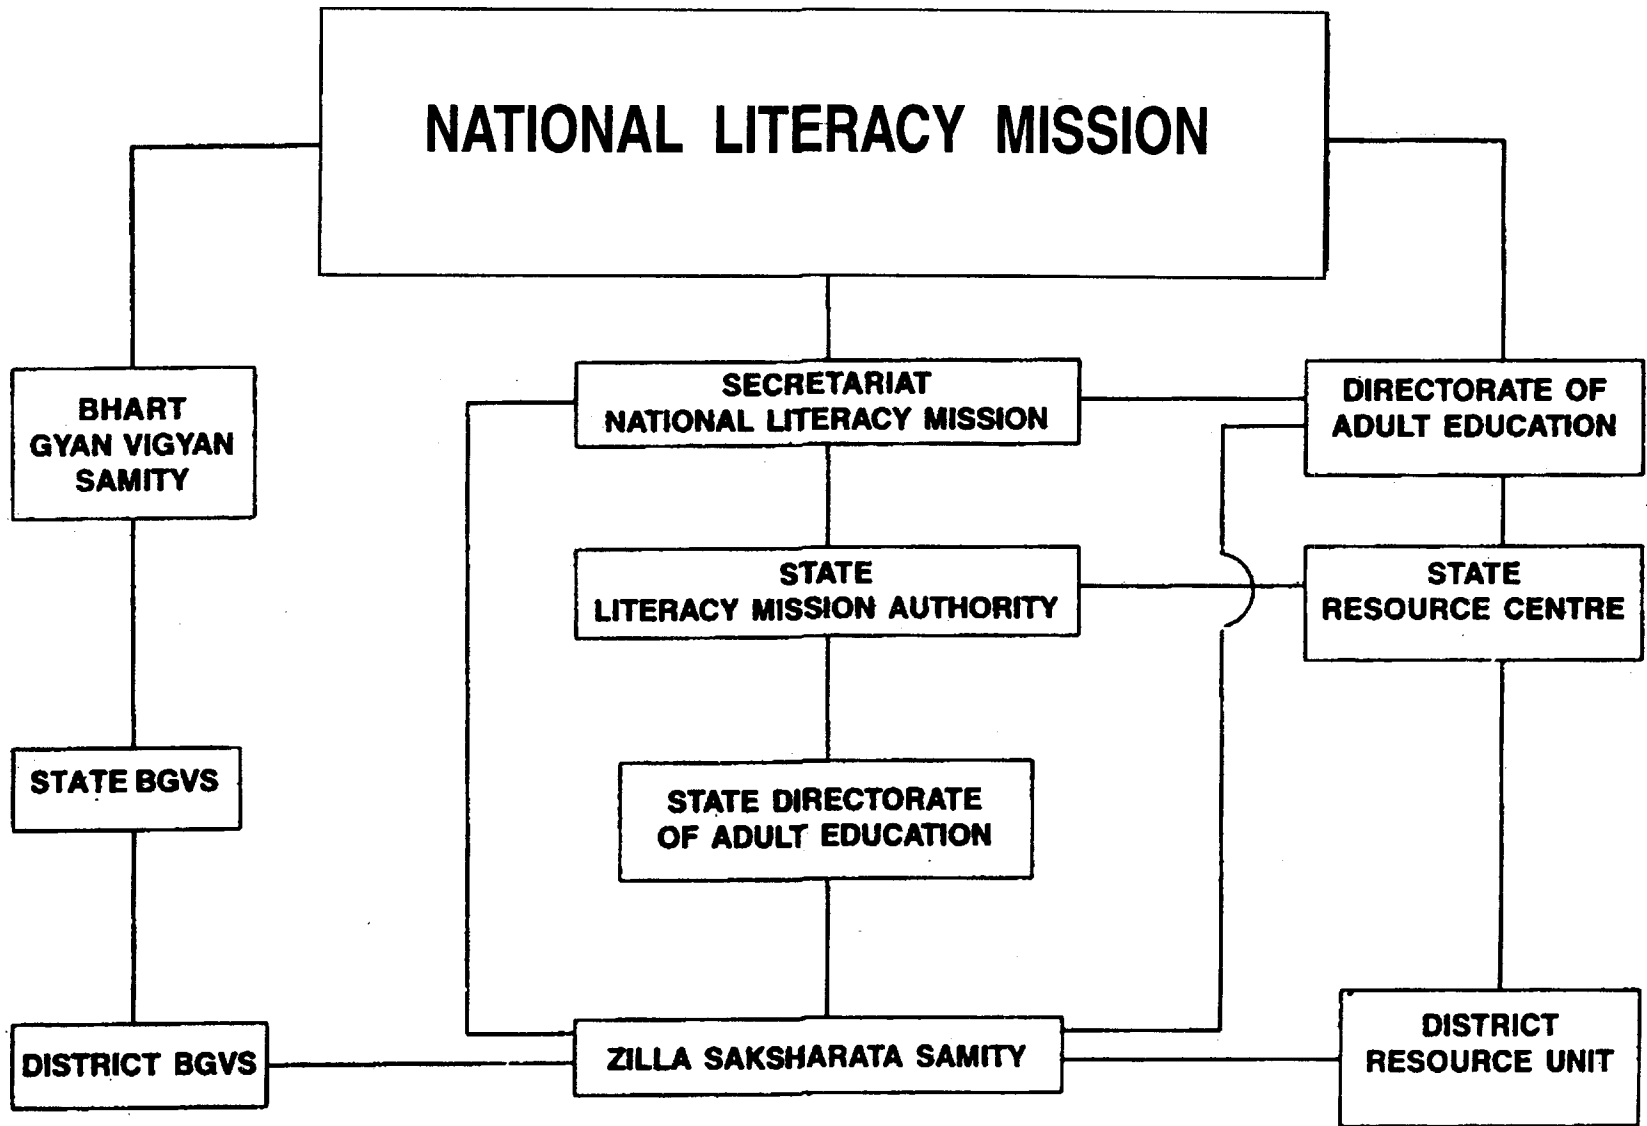 NATIONAL LITERACY MISSION
BHART
GYAN VIGYAN
SAMITY
SECRETARIAT
NATIONAL LITERACY MISSION
DIRECTORATE OF
ADULT EDUCATION
STATE
LITERACY MISSION AUTHORITY
STATE
RESOURCE CENTRE
STATE BGVS
STATE DIRECTORATE
OF ADULT EDUCATION
DISTRICT BGVS
ZILLA SAKSHARATA SAMITY
DISTRICT
RESOURCE UNIT